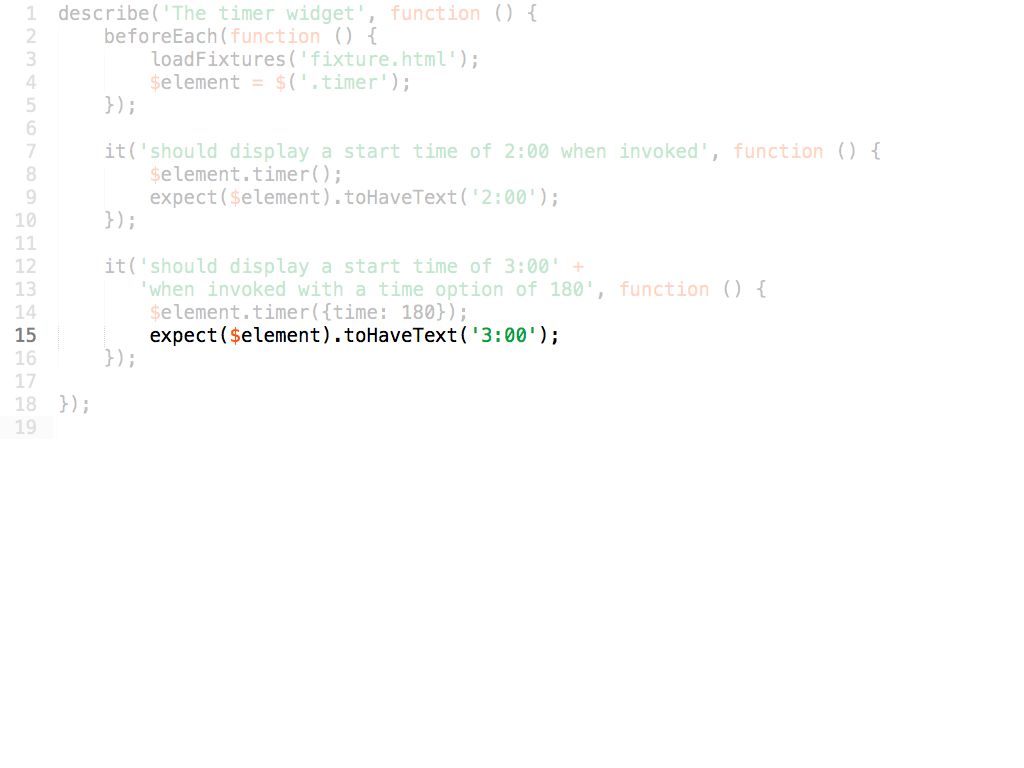 1 describe('The timer widget', function () {
2     beforeEach(function () {
3         loadFixtures('fixture.html');
4         $element = $('.timer');
5     });
6
7     it('should display a start time of 2:00 when invoked', function () {
8         $element.timer();
9         expect($element).toHaveText('2:00');
10     });
11
12     it('should display a start time of 3:00' +
13        'when invoked with a time option of 180', function () {
14         $element.timer({time: 180});
15         expect($element).toHaveText('3:00');
16     });
17
18 });
19